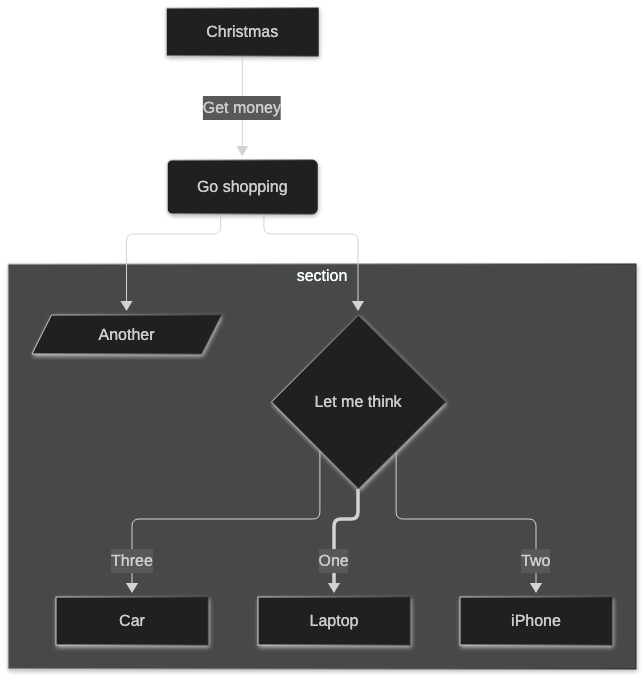 Christmas
Get money
Go shopping
section
Another
Let me think
Three
One
Two
Car
Laptop
iPhone